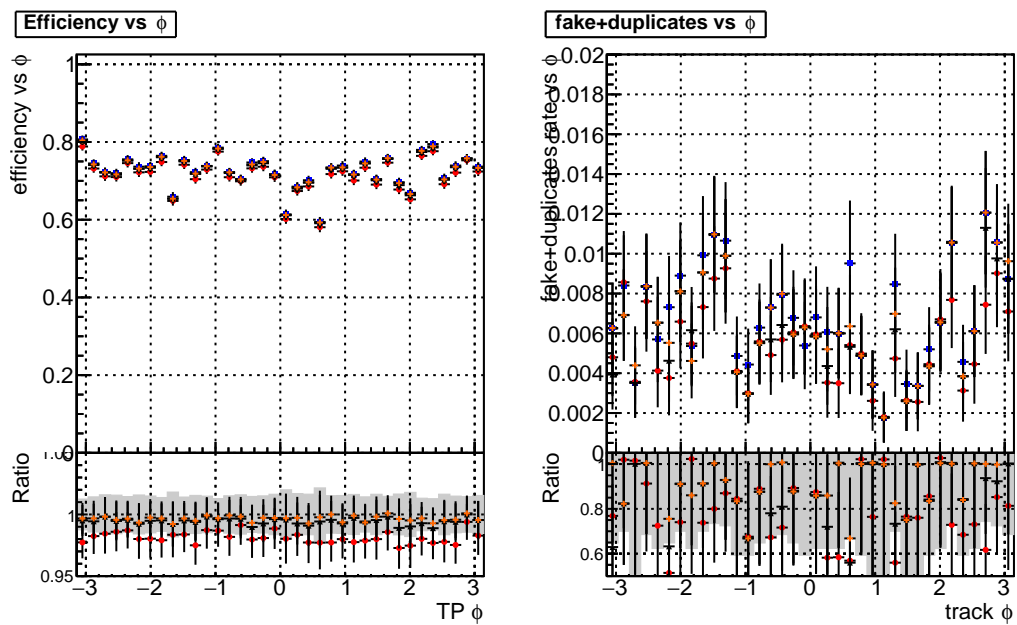 Efficiency vs ϕ
efficiency vs ϕ
1
0.8
0.6
0.4
0.2
0
Ratio
1.05
1
0.95
−3 −2 −1 0 1 2 3
TP ϕ
fake+duplicates vs ϕ
fake+duplicates rate vs ϕ
0.02
0.018
0.016
0.014
0.012
0.01
0.008
0.006
0.004
0.002
0
Ratio
1
0.8
0.6
−3 −2 −1 0 1 2 3
track ϕ